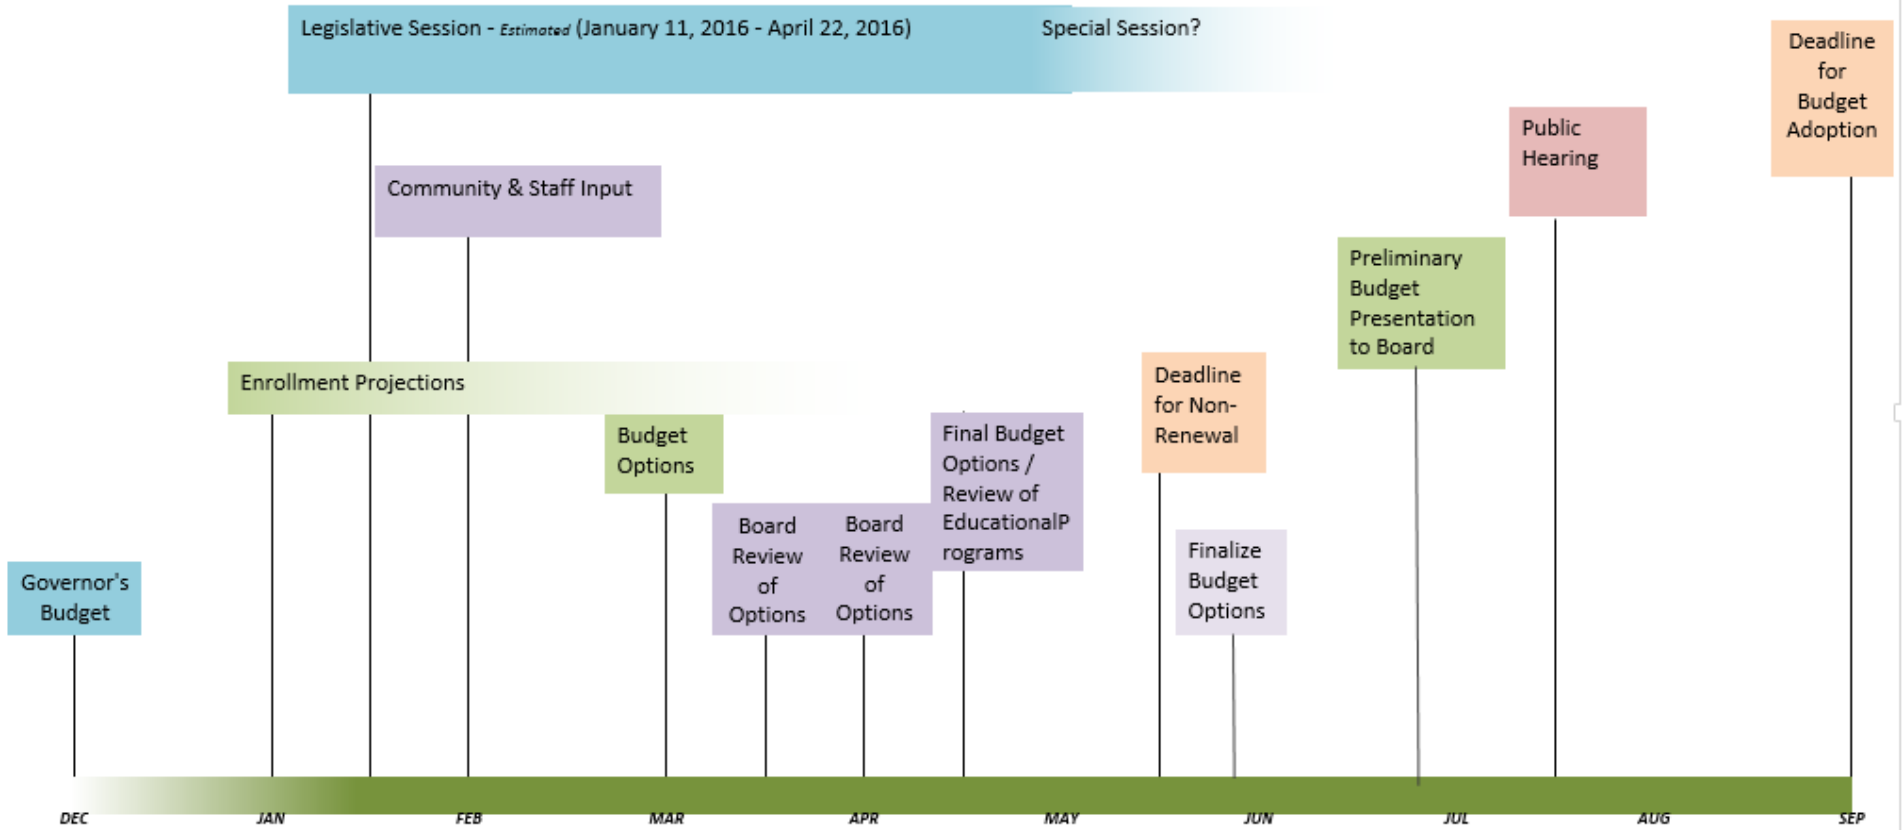 Legislative Session - Estimated (January 11, 2016 - April 22, 2016)
Special Session?
Deadline
for
Budget
Adoption
Public
Hearing
Community & Staff Input
Preliminary
Budget
Presentation
to Board
Enrollment Projections
Deadline
for Non-
Renewal
Budget
Options
Final Budget
Options /
Review of
EducationalP
rograms
Board
Review
of
Options
Board
Review
of
Options
Finalize
Budget
Options
Governor's
Budget
DEC JAN FEB MAR APR MAY JUN JUL AUG SEP